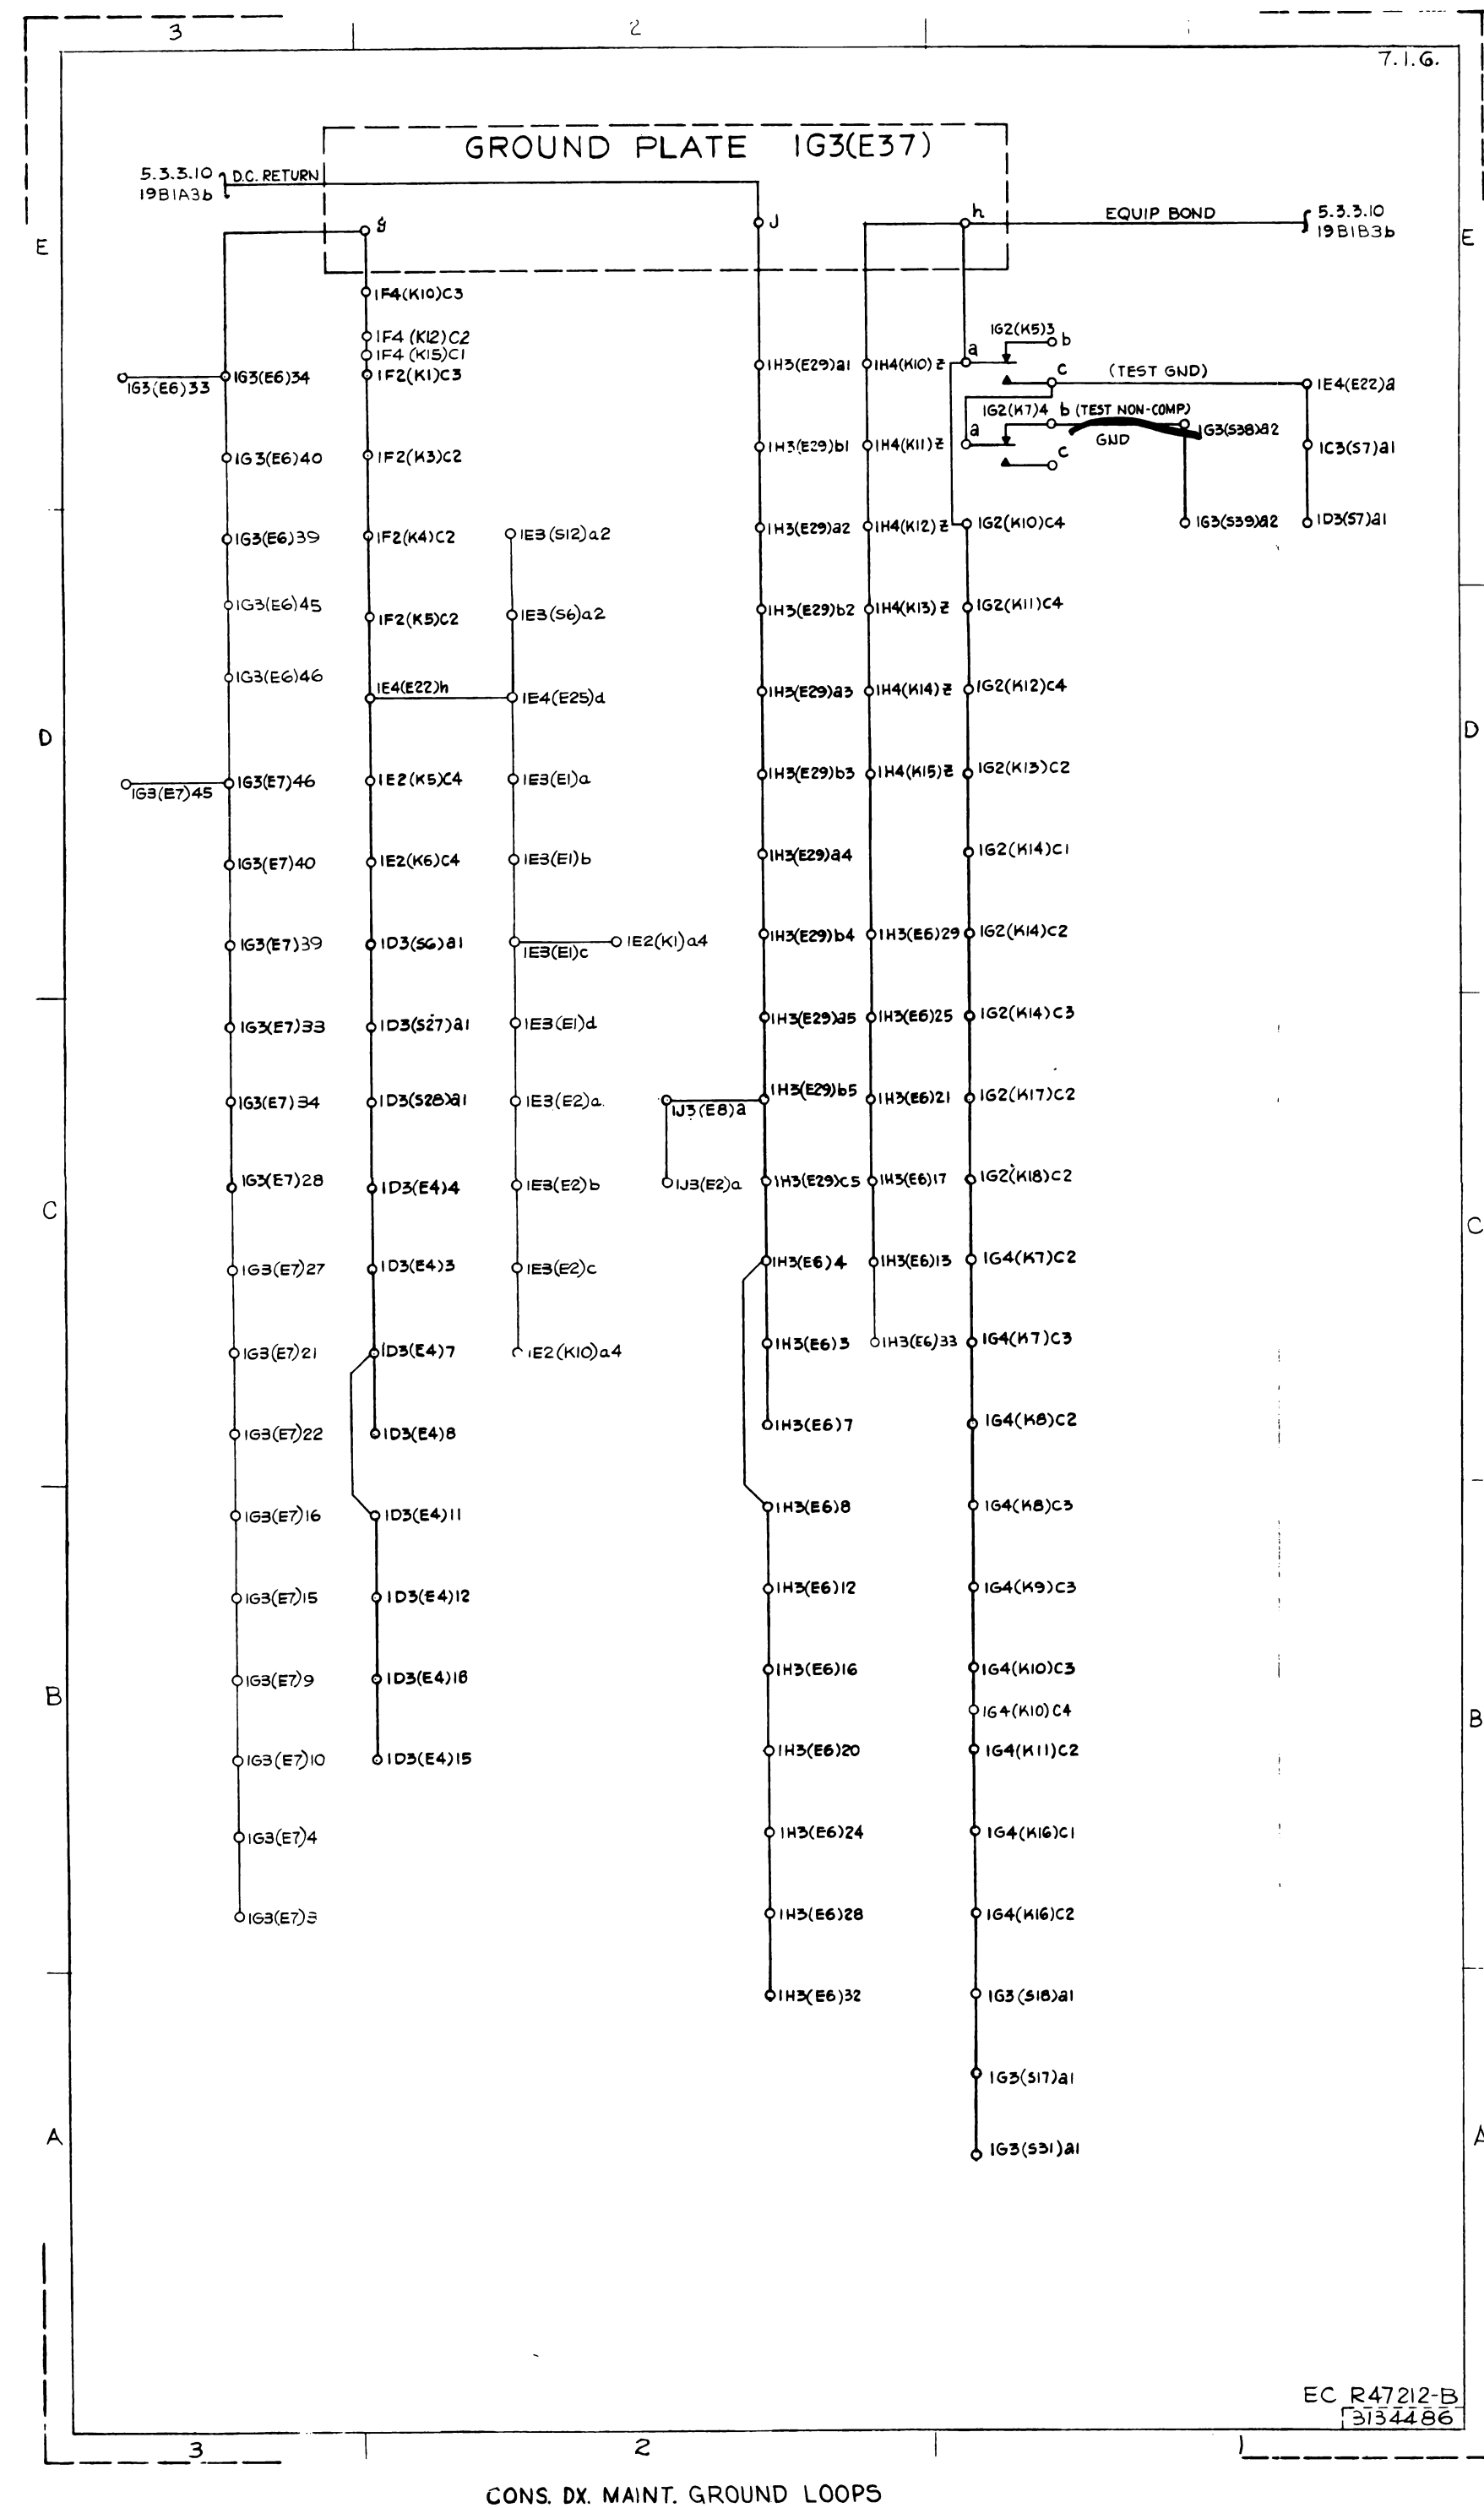 3 2 1
7.1.6.
GROUND PLATE 1G3(E37)
5.3.3.10 D.C. RETURN
19B1A3b
g
J
h
EQUIP BOND
5.3.3.10
19B1B3b
E
E
1G3(E6)33
1G3(E6)34
1G3(E6)40
1G3(E6)39
1G3(E6)45
1G3(E6)46
1G3(E7)45
1G3(E7)46
1G3(E7)40
1G3(E7)39
1G3(E7)33
1G3(E7)34
1G3(E7)28
1G3(E7)27
1G3(E7)21
1G3(E7)22
1G3(E7)16
1G3(E7)15
1G3(E7)9
1G3(E7)10
1G3(E7)4
1G3(E7)3
1F4(K10)C3
1F4(K12)C2
1F4(K15)C1
1F2(K1)C3
1F2(K3)C2
1F2(K4)C2
1F2(K5)C2
1E4(E22)h
1E2(K5)C4
1E2(K6)C4
1D3(S6)a1
1D3(S27)a1
1D3(S28)a1
1D3(E4)4
1D3(E4)3
1D3(E4)7
1D3(E4)8
1D3(E4)11
1D3(E4)12
1D3(E4)16
1D3(E4)15
1E3(S12)a2
1E3(S6)a2
1E4(E25)d
1E3(E1)a
1E3(E1)b
1E3(E1)c
1E2(K1)a4
1E3(E1)d
1E3(E2)a
1E3(E2)b
1E3(E2)c
1E2(K10)a4
1H3(E29)a1
1H3(E29)b1
1H3(E29)a2
1H3(E29)b2
1H3(E29)a3
1H3(E29)b3
1H3(E29)a4
1H3(E29)b4
1H3(E29)a5
1H3(E29)b5
1J3(E8)a
1J3(E2)a
1H3(E29)C5
1H3(E6)4
1H3(E6)3
1H3(E6)7
1H3(E6)8
1H3(E6)12
1H3(E6)16
1H3(E6)20
1H3(E6)24
1H3(E6)28
1H3(E6)32
1H4(K10)Z
1H4(K11)Z
1H4(K12)Z
1H4(K13)Z
1H4(K14)Z
1H4(K15)Z
1H3(E6)29
1H3(E6)25
1H3(E6)21
1H3(E6)17
1H3(E6)13
1H3(E6)33
1G2(K5)3
a
b
c
(TEST GND)
1E4(E22)a
1G2(K7)4
a
b (TEST NON-COMP)
GND
c
1G3(S38)a2
1G3(S39)a2
1C3(S7)a1
1D3(S7)a1
1G2(K10)C4
1G2(K11)C4
1G2(K12)C4
1G2(K13)C2
1G2(K14)C1
1G2(K14)C2
1G2(K14)C3
1G2(K17)C2
1G2(K18)C2
1G4(K7)C2
1G4(K7)C3
1G4(K8)C2
1G4(K8)C3
1G4(K9)C3
1G4(K10)C3
1G4(K10)C4
1G4(K11)C2
1G4(K16)C1
1G4(K16)C2
1G3(S18)a1
1G3(S17)a1
1G3(S31)a1
D
D
C
C
B
B
A
A
EC R47212-B
3134486
3 2 1
CONS. DX. MAINT. GROUND LOOPS